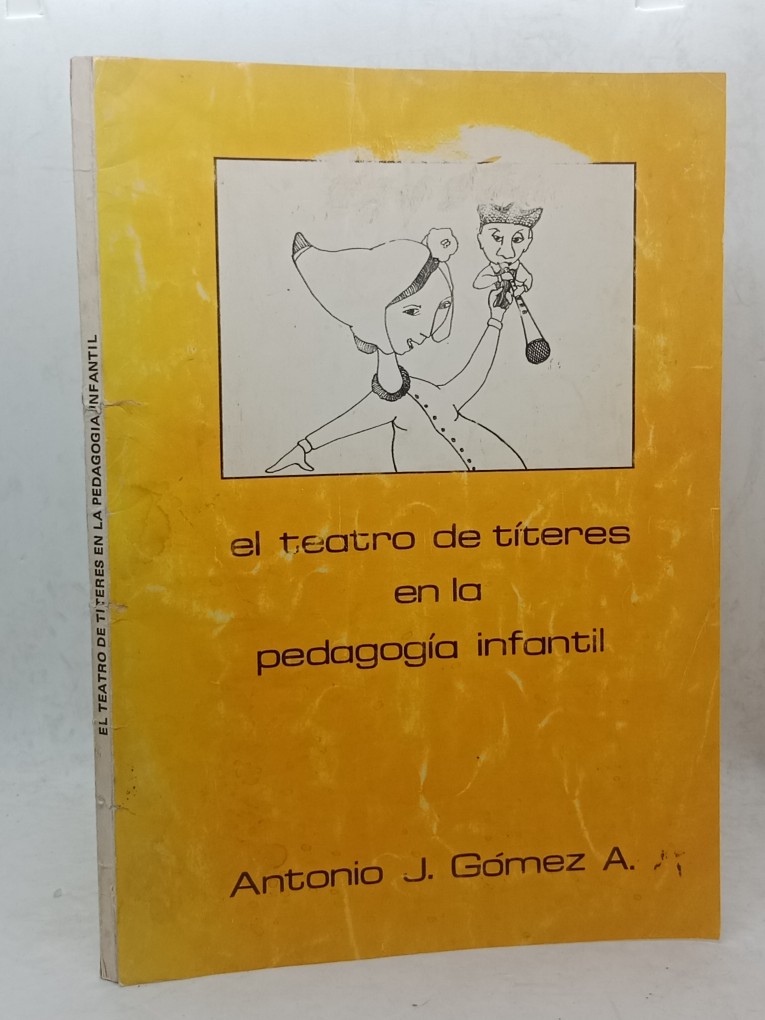 EL TEATRO DE TITERES EN LA PEDAGOGIA INFANTIL
el teatro de títeres
en la
pedagogía infantil
Antonio J. Gómez A.